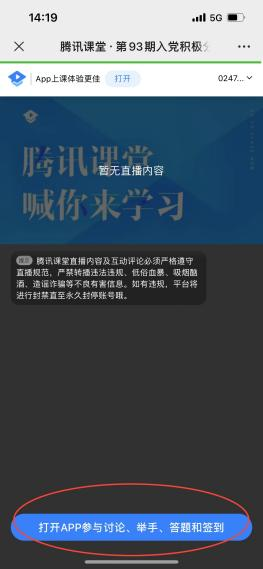 14:19
5G
腾讯课堂·第93期入党积极分
App上课体验更佳
打开
0247...
腾讯课堂
暂无直播内容
喊你来学习
腾讯课堂直播内容及互动评论必须严格遵守
直播规范，严禁转播违法违规、低俗血暴、吸烟酗
酒、造谣诈骗等不良有害信息。如有违规，平台将
进行封禁直至永久封停账号哦。
打开APP参与讨论、举手、答题和签到